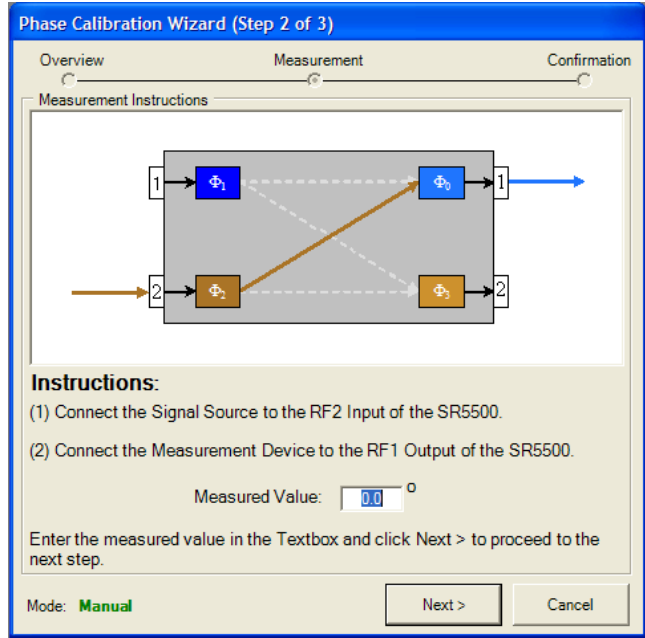 Phase Calibration Wizard (Step 2 of 3)
Overview Measurement Confirmation
Measurement Instructions
1 Φ₁ Φ₀ 1
2 Φ₂ Φ₃ 2
Instructions:
(1) Connect the Signal Source to the RF2 Input of the SR5500.
(2) Connect the Measurement Device to the RF1 Output of the SR5500.
Measured Value: 0.0 o
Enter the measured value in the Textbox and click Next > to proceed to the
next step.
Mode: Manual Next > Cancel